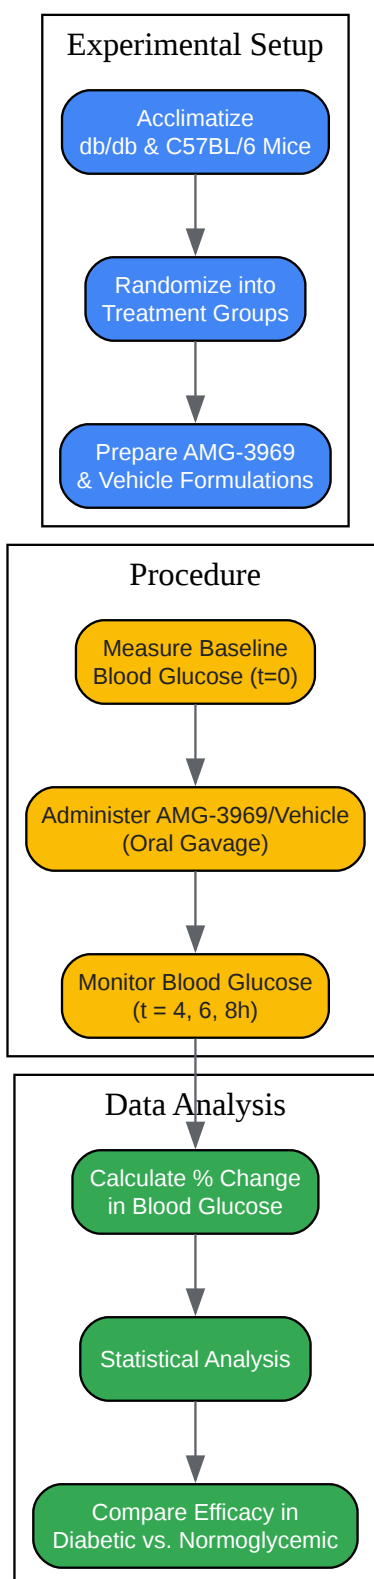 Experimental Setup
Acclimatize
db/db & C57BL/6 Mice
Randomize into
Treatment Groups
Prepare AMG-3969
& Vehicle Formulations
Procedure
Measure Baseline
Blood Glucose (t=0)
Administer AMG-3969/Vehicle
(Oral Gavage)
Monitor Blood Glucose
(t = 4, 6, 8h)
Data Analysis
Calculate % Change
in Blood Glucose
Statistical Analysis
Compare Efficacy in
Diabetic vs. Normoglycemic